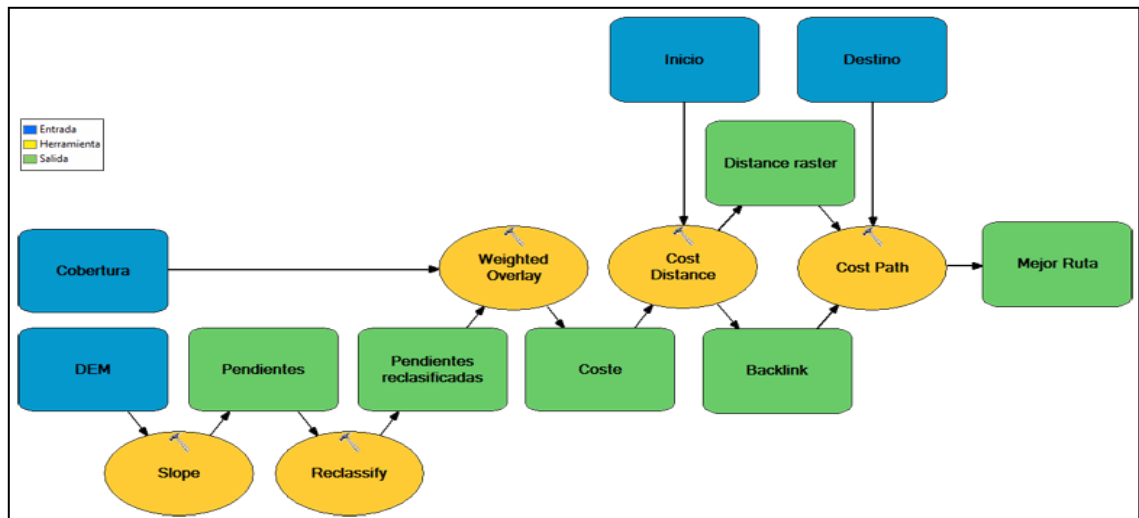 Inicio
Destino
Entrada
Herramienta
Salida
Distance raster
Cobertura
Weighted
Overlay
Cost
Distance
Cost Path
Mejor Ruta
DEM
Pendientes
Pendientes
reclasificadas
Coste
Backlink
Slope
Reclassify